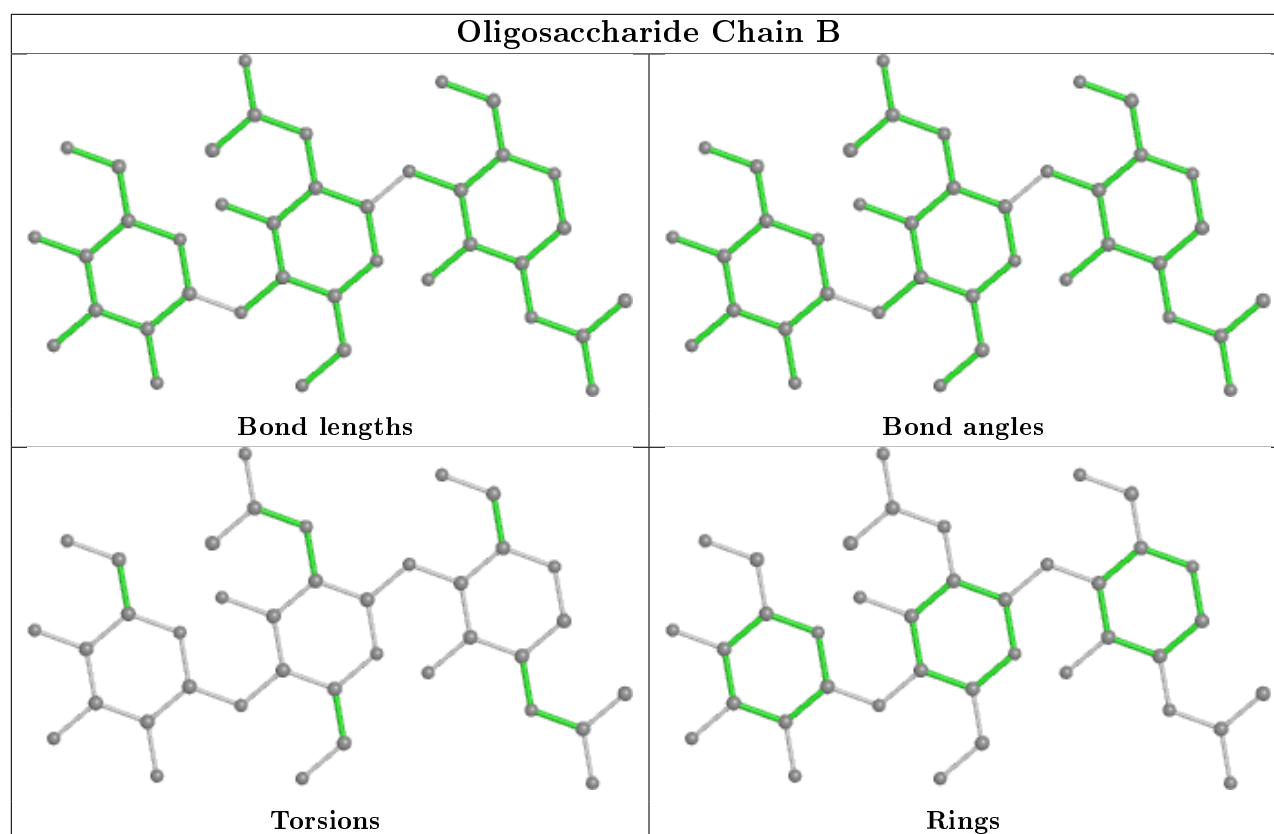 Oligosaccharide Chain B
Bond lengths
Bond angles
Torsions
Rings